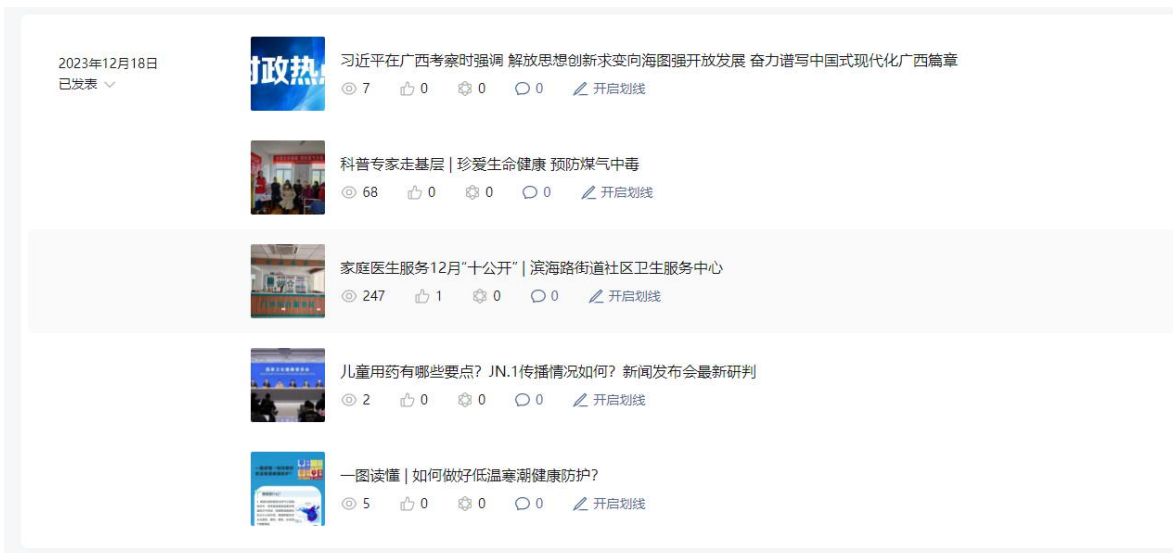 2023年12月18日
已发表
时政热
习近平在广西考察时强调 解放思想创新求变向海图强开放发展 奋力谱写中国式现代化广西篇章
7 0 0 0 开启划线
科普专家走基层 | 珍爱生命健康 预防煤气中毒
68 0 0 0 开启划线
家庭医生服务12月"十公开" | 滨海路街道社区卫生服务中心
247 1 0 0 开启划线
儿童用药有哪些要点？JN.1传播情况如何？新闻发布会最新研判
2 0 0 0 开启划线
一图读懂 | 如何做好低温寒潮健康防护？
5 0 0 0 开启划线